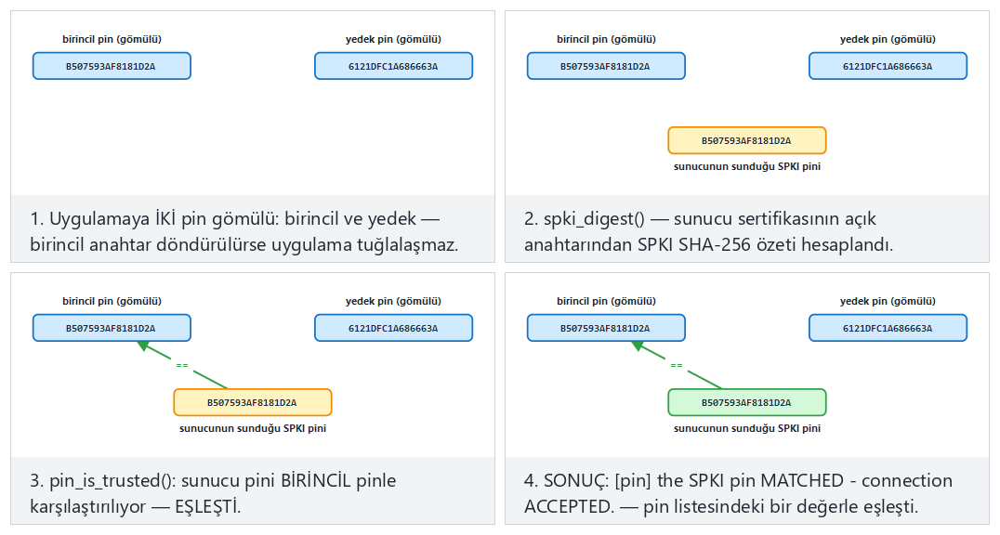 birincil pin (gömülü)
yedek pin (gömülü)
B507593AF8181D2A
6121DFC1A686663A
1. Uygulamaya İKİ pin gömülü: birincil ve yedek —
birincil anahtar döndürülürse uygulama tuğlalaşmaz.
birincil pin (gömülü)
yedek pin (gömülü)
B507593AF8181D2A
6121DFC1A686663A
B507593AF8181D2A
sunucunun sunduğu SPKI pini
2. spki_digest() — sunucu sertifikasının açık
anahtarından SPKI SHA-256 özeti hesaplandı.
birincil pin (gömülü)
yedek pin (gömülü)
B507593AF8181D2A
6121DFC1A686663A
==
B507593AF8181D2A
sunucunun sunduğu SPKI pini
3. pin_is_trusted(): sunucu pini BİRİNCİL pinle
karşılaştırılıyor — EŞLEŞTİ.
birincil pin (gömülü)
yedek pin (gömülü)
B507593AF8181D2A
6121DFC1A686663A
==
B507593AF8181D2A
sunucunun sunduğu SPKI pini
4. SONUÇ: [pin] the SPKI pin MATCHED - connection
ACCEPTED. — pin listesindeki bir değerle eşleşti.